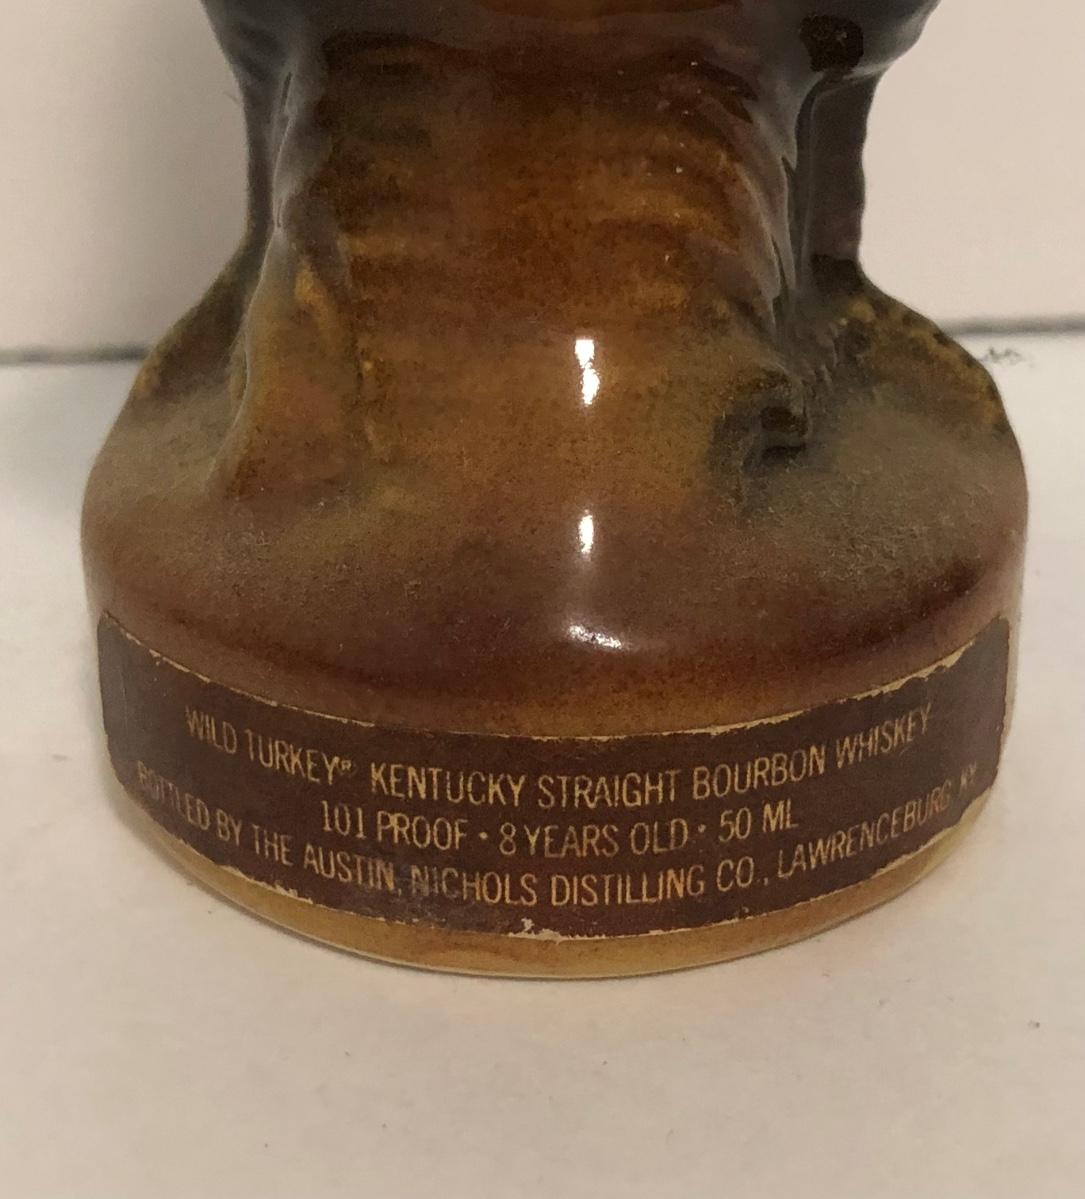 WILD TURKEY® KENTUCKY STRAIGHT BOURBON WHISKEY
101 PROOF • 8 YEARS OLD • 50 ML
BOTTLED BY THE AUSTIN, NICHOLS DISTILLING CO., LAWRENCEBURG KY